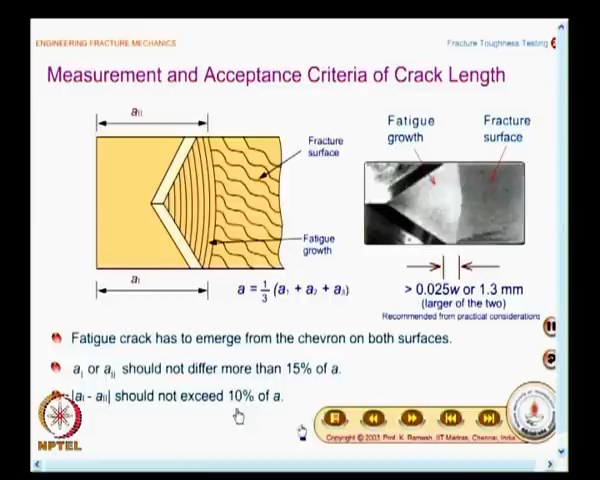 ENGINEERING FRACTURE MECHANICS
Fracture Toughness Testing
Measurement and Acceptance Criteria of Crack Length
aII
Fracture
surface
Fatigue
growth
aI
a = 1/3 (a1 + a2 + a3)
Fatigue
growth
Fracture
surface
> 0.025w or 1.3 mm
(larger of the two)
Recommended from practical considerations
Fatigue crack has to emerge from the chevron on both surfaces.
aI or aII should not differ more than 15% of a.
|aI - aII| should not exceed 10% of a.
NPTEL
Copyright © 2003 Prof. K. Ramesh, IIT Madras, Chennai, India